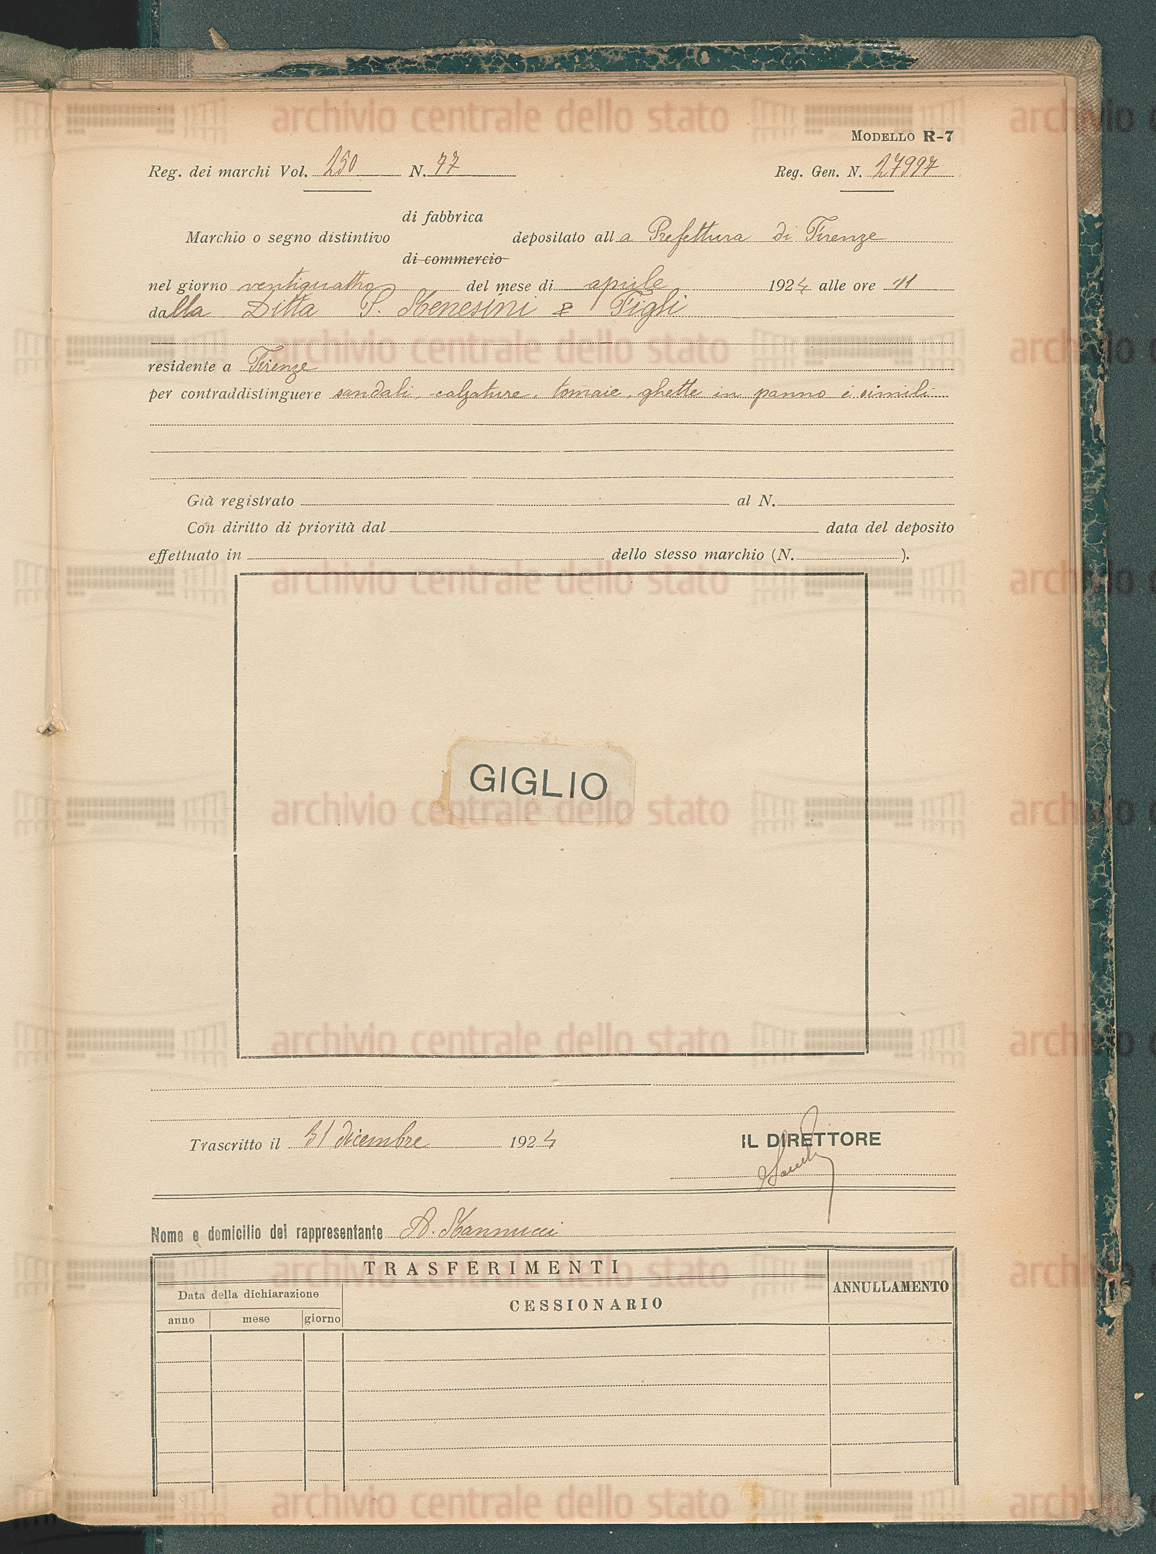 MODELLO R-7
Reg. dei marchi Vol. 250 N. 77 Reg. Gen. N. 27997
di fabbrica
Marchio o segno distintivo depositato alla Prefettura di Firenze
di commercio
nel giorno ventiquattro del mese di aprile 1924 alle ore 11
dalla Ditta Menesini & Figli
residente a Firenze
per contraddistinguere sandali, calzature, tomaie, ghette in panno e simili
Già registrato al N.
Con diritto di priorità dal data del deposito
effettuato in dello stesso marchio (N. ).
GIGLIO
Trascritto il 31 dicembre 1924 IL DIRETTORE
Nome e domicilio del rappresentante A. Mannucci
TRASFERIMENTI
Data della dichiarazione CESSIONARIO ANNULLAMENTO
anno mese giorno
archivio centrale dello stato